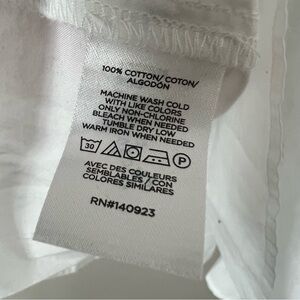 100% COTTON/ COTON/
ALGODÓN
MACHINE WASH COLD
WITH LIKE COLORS
ONLY NON-CHLORINE
BLEACH WHEN NEEDED
TUMBLE DRY LOW
WARM IRON WHEN NEEDED
30 P
AVEC DES COULEURS
SEMBLABLES / CON
COLORES SIMILARES
RN#140923